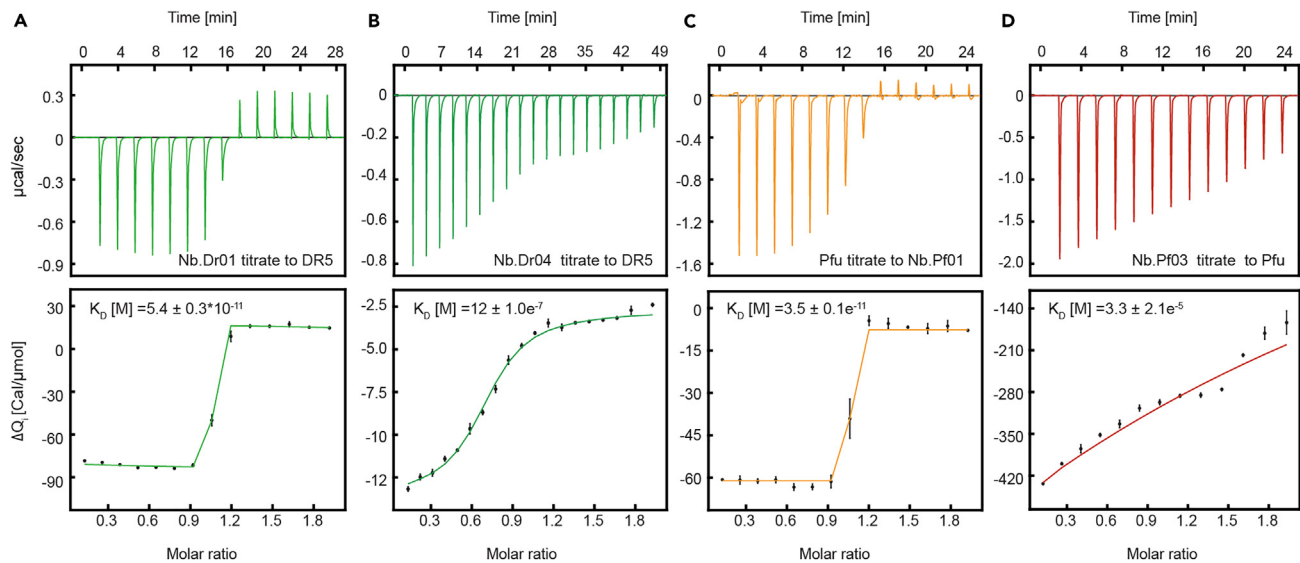 A
Time [min]
0 4 8 12 16 20 24 28
0.3
0
-0.3
-0.6
-0.9
µcal/sec
Nb.Dr01 titrate to DR5
K_D [M] =5.4 ± 0.3*10^-11
30
0
-30
-60
-90
ΔQ_i [Cal/µmol]
0.3 0.6 0.9 1.2 1.5 1.8
Molar ratio
B
Time [min]
0 7 14 21 28 35 42 49
0
-0.2
-0.4
-0.6
-0.8
Nb.Dr04 titrate to DR5
K_D [M] =12 ± 1.0e^-7
-2.5
-4.5
-7.5
-9
-12
0.3 0.6 0.9 1.2 1.5 1.8
Molar ratio
C
Time [min]
0 4 8 12 16 20 24
0
-0.4
-0.8
-1.2
-1.6
Pfu titrate to Nb.Pf01
K_D [M] =3.5 ± 0.1e^-11
0
-15
-30
-45
-60
0.3 0.6 0.9 1.2 1.5 1.8
Molar ratio
D
Time [min]
0 4 8 12 16 20 24
0
-0.5
-1.0
-1.5
-2.0
Nb.Pf03 titrate to Pfu
K_D [M] =3.3 ± 2.1e^-5
-140
-210
-280
-350
-420
0.3 0.6 0.9 1.2 1.5 1.8
Molar ratio